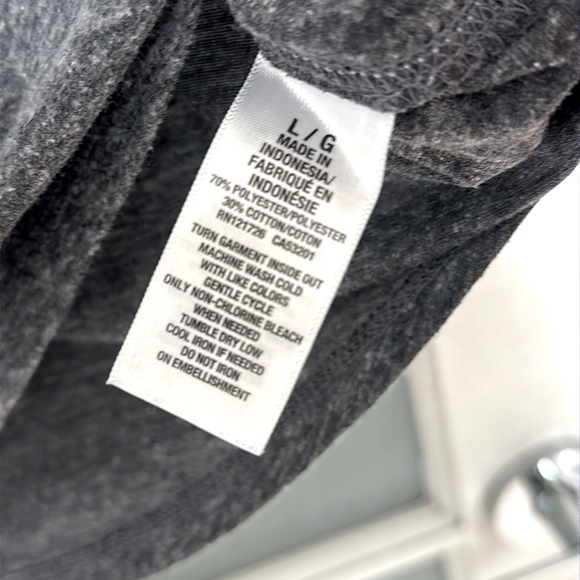 L / G
MADE IN
INDONESIA/
FABRIQUÉ EN
INDONÉSIE
70% POLYESTER/POLYESTER
30% COTTON/COTON
RN121726 CA53201
TURN GARMENT INSIDE OUT
MACHINE WASH COLD
WITH LIKE COLORS
GENTLE CYCLE
ONLY NON-CHLORINE BLEACH
WHEN NEEDED
TUMBLE DRY LOW
COOL IRON IF NEEDED
DO NOT IRON
ON EMBELLISHMENT